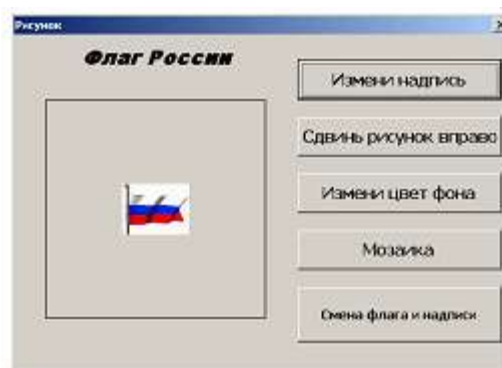 Рисунок
Флаг России
Измени надпись
Сдвинь рисунок вправо
Измени цвет фона
Мозаика
Смена флага и надписи